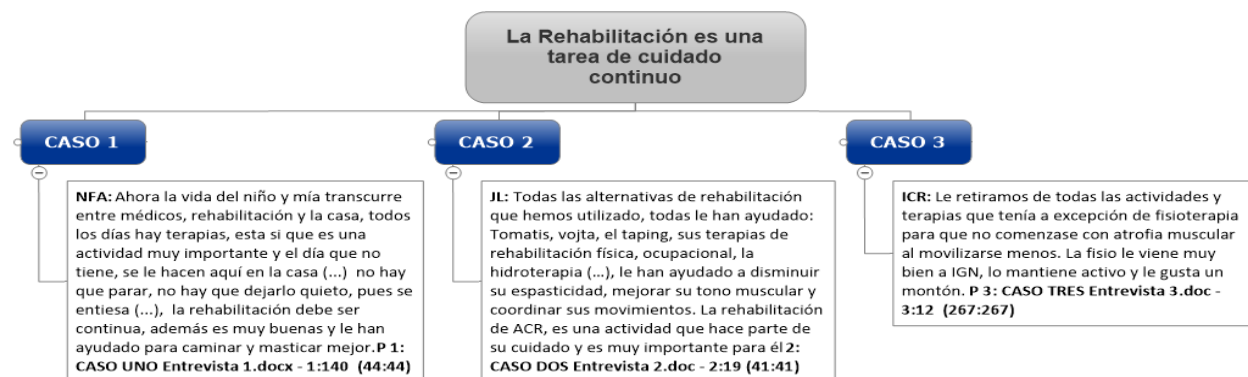 La Rehabilitación es una
tarea de cuidado
continuo
CASO 1
NFA: Ahora la vida del niño y mía transcurre
entre médicos, rehabilitación y la casa, todos
los días hay terapias, esta si que es una
actividad muy importante y el día que no
tiene, se le hacen aquí en la casa (...)  no hay
que parar, no hay que dejarlo quieto, pues se
entiesa (...),  la rehabilitación debe ser
continua, además es muy buenas y le han
ayudado para caminar y masticar mejor.P 1:
CASO UNO Entrevista 1.docx - 1:140  (44:44)
CASO 2
JL: Todas las alternativas de rehabilitación
que hemos utilizado, todas le han ayudado:
Tomatis, vojta, el taping, sus terapias de
rehabilitación física, ocupacional, la
hidroterapia (…), le han ayudado a disminuir
su espasticidad, mejorar su tono muscular y
coordinar sus movimientos. La rehabilitación
de ACR, es una actividad que hace parte de
su cuidado y es muy importante para él2:
CASO DOS Entrevista 2.doc - 2:19 (41:41)
CASO 3
ICR: Le retiramos de todas las actividades y
terapias que tenía a excepción de fisioterapia
para que no comenzase con atrofia muscular
al movilizarse menos. La fisio le viene muy
bien a IGN, lo mantiene activo y le gusta un
montón. P 3: CASO TRES Entrevista 3.doc -
3:12  (267:267)